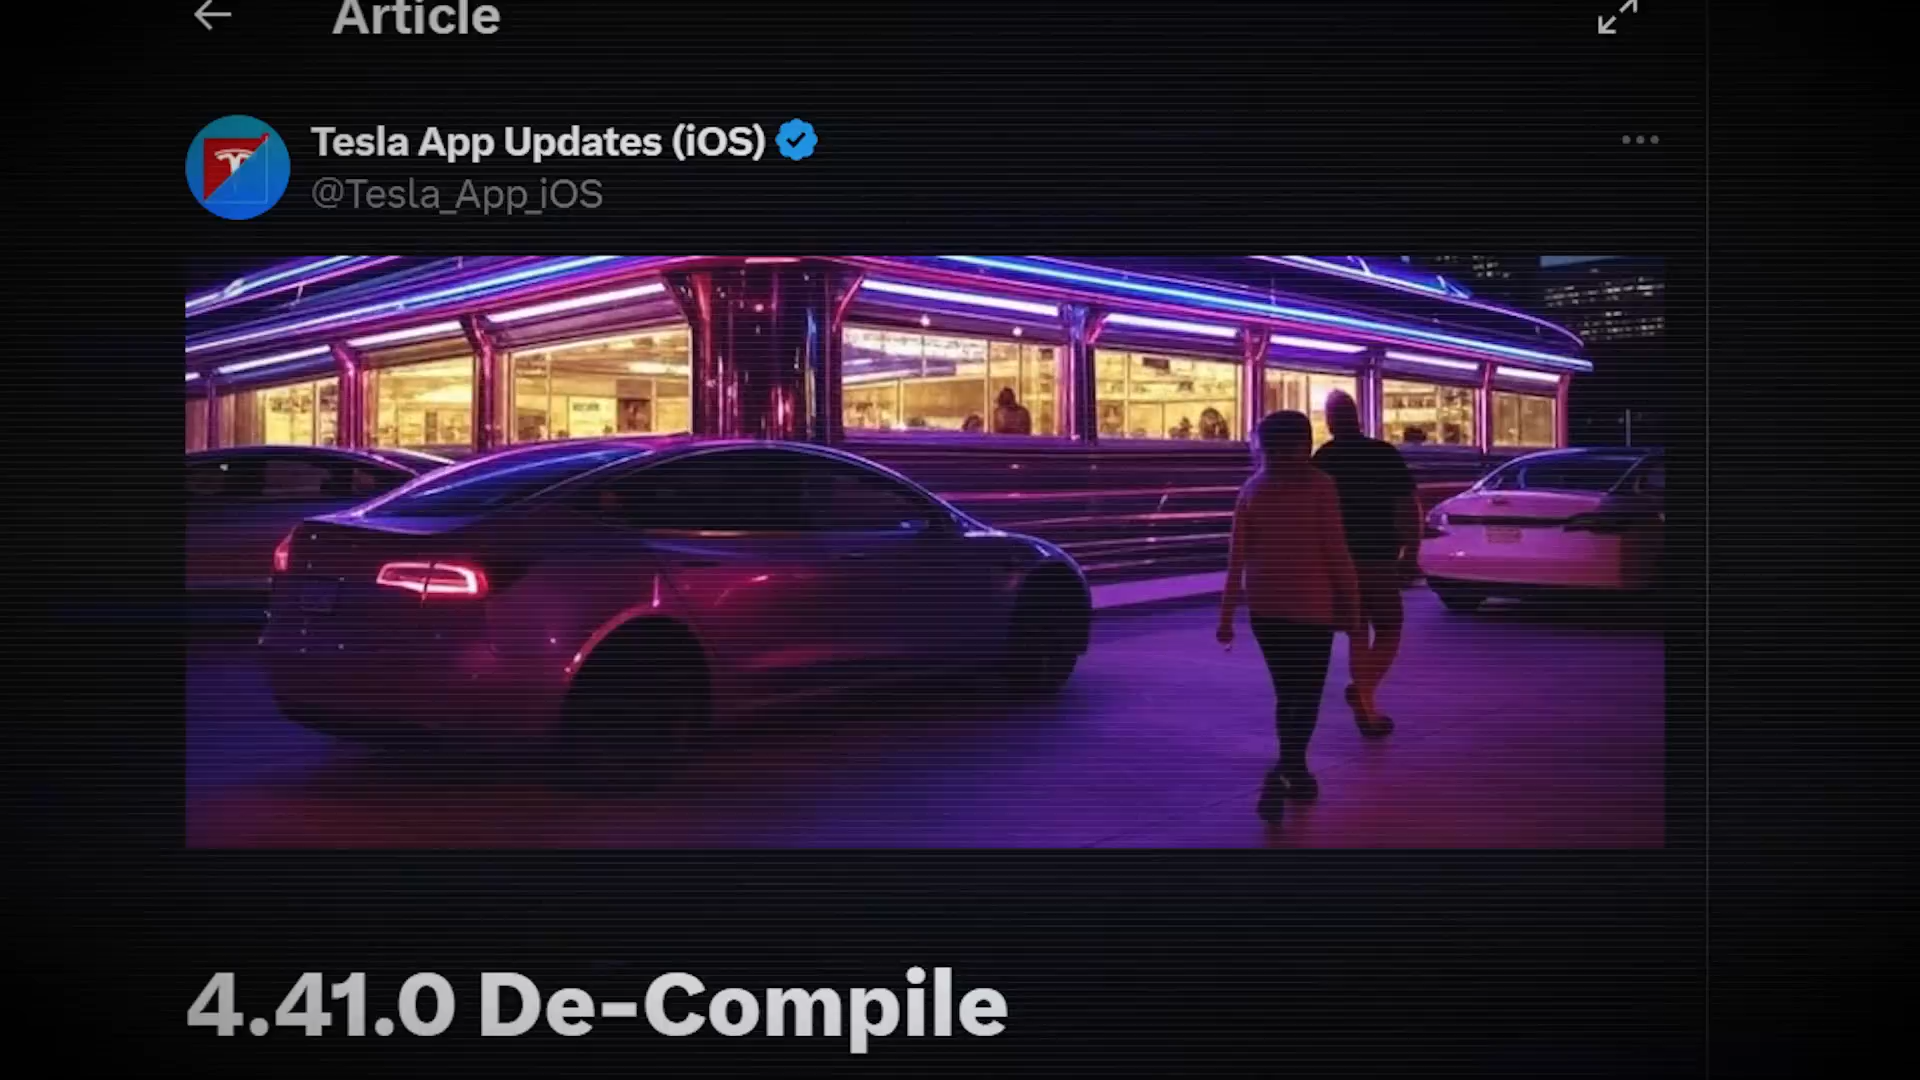 Article
Tesla App Updates (iOS)
@Tesla_App_iOS
4.41.0 De-Compile